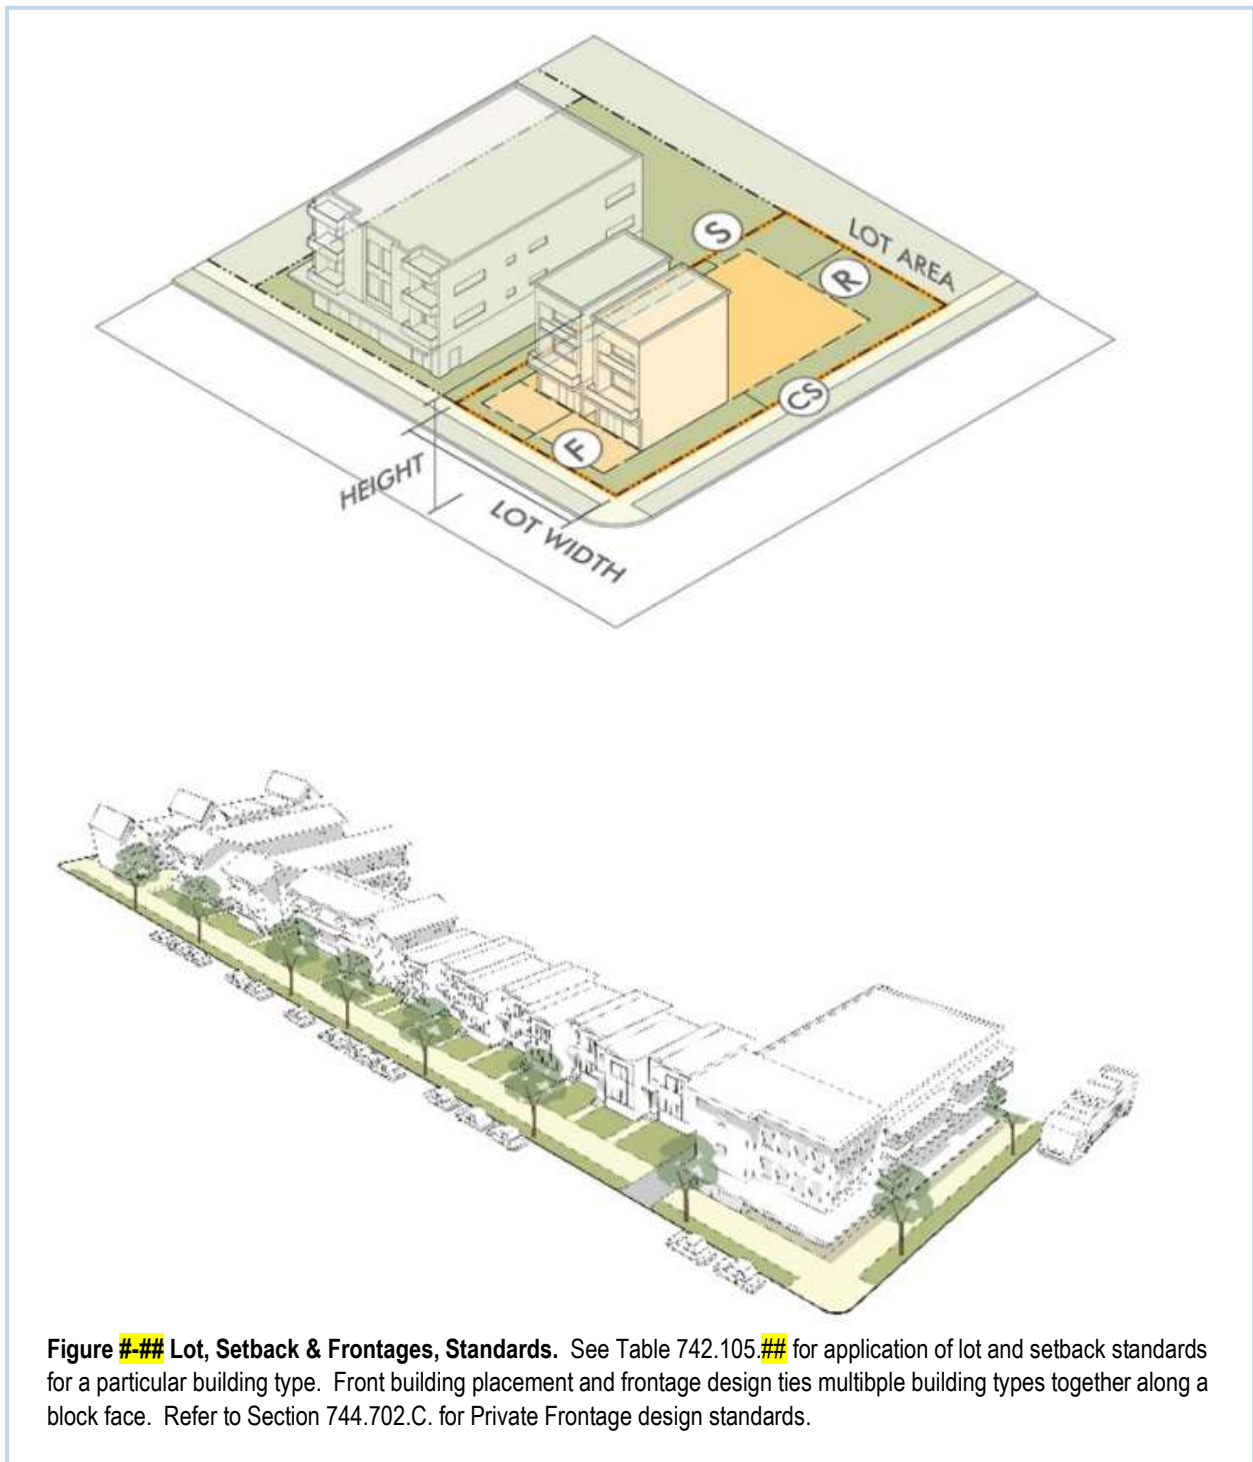 S
LOT AREA
R
CS
F
HEIGHT
LOT WIDTH
Figure #-## Lot, Setback & Frontages, Standards. See Table 742.105.## for application of lot and setback standards
for a particular building type. Front building placement and frontage design ties multibple building types together along a
block face. Refer to Section 744.702.C. for Private Frontage design standards.